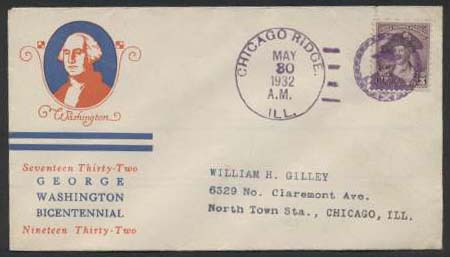 Washington
Seventeen Thirty-Two
GEORGE
WASHINGTON
BICENTENNIAL
Nineteen Thirty-Two
CHICAGO RIDGE.
MAY
30
1932
A.M.
ILL.
WILLIAM H. GILLEY
6329 No. Claremont Ave.
North Town Sta., CHICAGO, ILL.